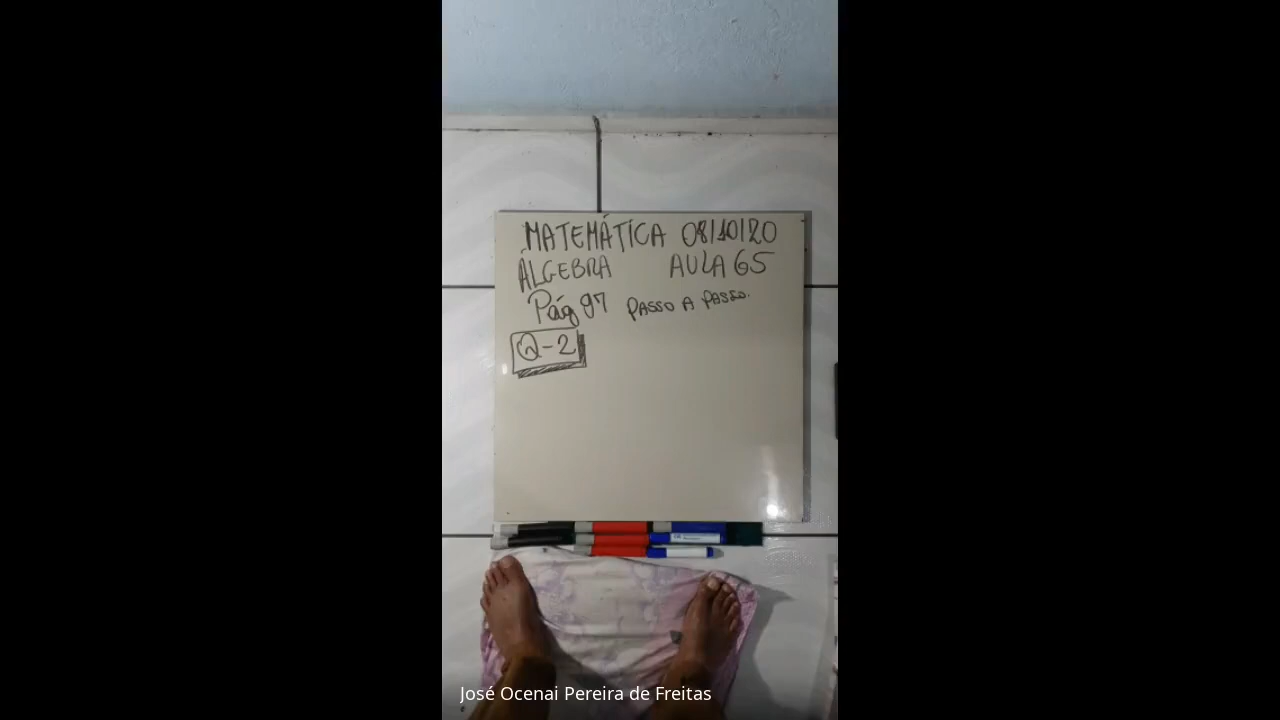 MATEMÁTICA 08/10/20
ÁLGEBRA AULA 65
Pág 97 PASSO A PASSO.
Q-2
José Ocenai Pereira de Freitas